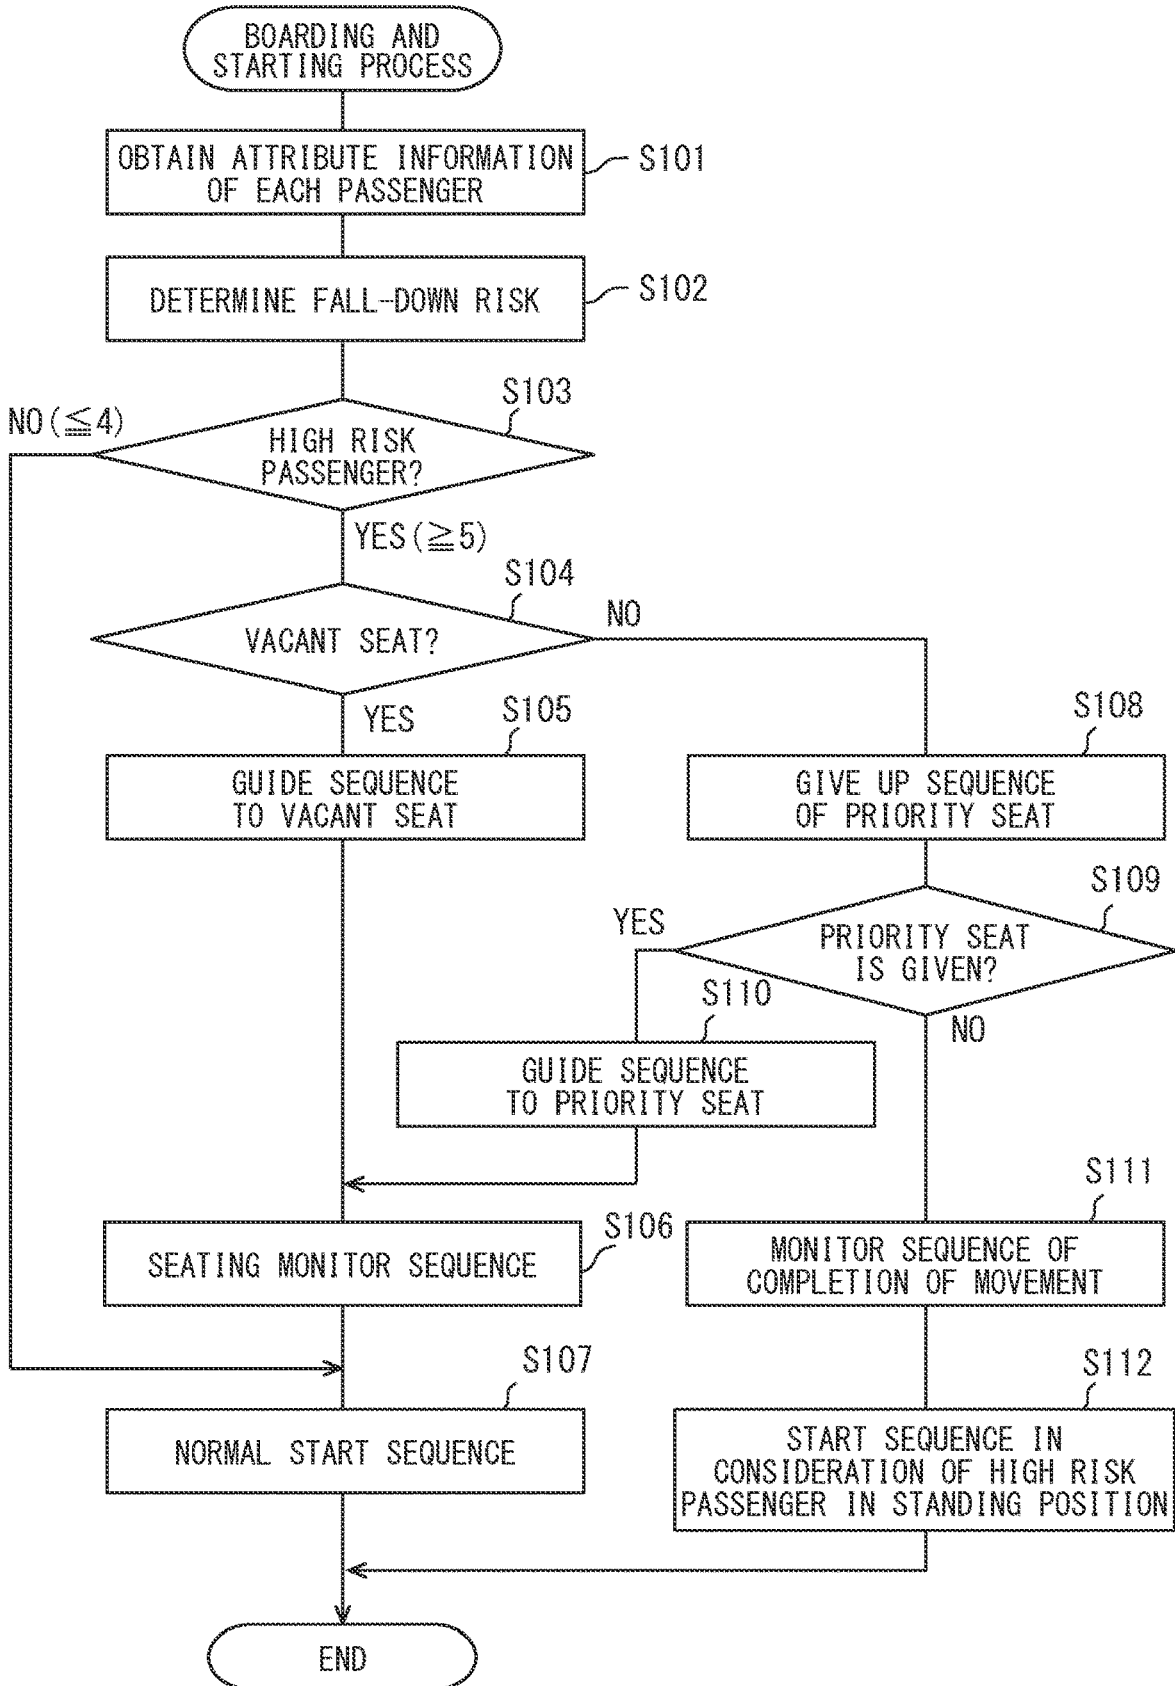 BOARDING AND
STARTING PROCESS
OBTAIN ATTRIBUTE INFORMATION
OF EACH PASSENGER
S101
DETERMINE FALL-DOWN RISK
S102
S103
NO(≦4)
HIGH RISK
PASSENGER?
YES(≧5)
S104
NO
VACANT SEAT?
YES
S105
GUIDE SEQUENCE
TO VACANT SEAT
S108
GIVE UP SEQUENCE
OF PRIORITY SEAT
S109
YES
PRIORITY SEAT
IS GIVEN?
NO
S110
GUIDE SEQUENCE
TO PRIORITY SEAT
S106
SEATING MONITOR SEQUENCE
S111
MONITOR SEQUENCE OF
COMPLETION OF MOVEMENT
S107
NORMAL START SEQUENCE
S112
START SEQUENCE IN
CONSIDERATION OF HIGH RISK
PASSENGER IN STANDING POSITION
END